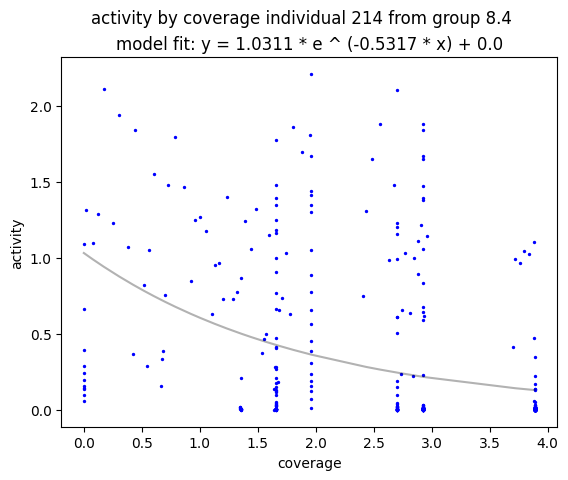 activity by coverage individual 214 from group 8.4
model fit: y = 1.0311 * e ^ (-0.5317 * x) + 0.0
2.0
1.5
1.0
0.5
0.0
activity
0.0 0.5 1.0 1.5 2.0 2.5 3.0 3.5 4.0
coverage